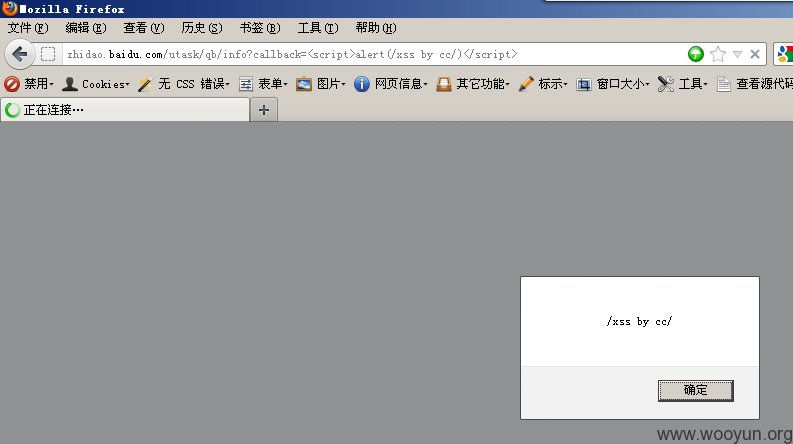 Mozilla Firefox
文件(F) 编辑(E) 查看(V) 历史(S) 书签(B) 工具(T) 帮助(H)
zhidao.baidu.com/utask/qb/info?callback=<script>alert(/xss by cc/)</script>
禁用 Cookies 无 CSS 错误 表单 图片 网页信息 其它功能 标示 窗口大小 工具 查看源代码
正在连接…
/xss by cc/
确定
www.wooyun.org